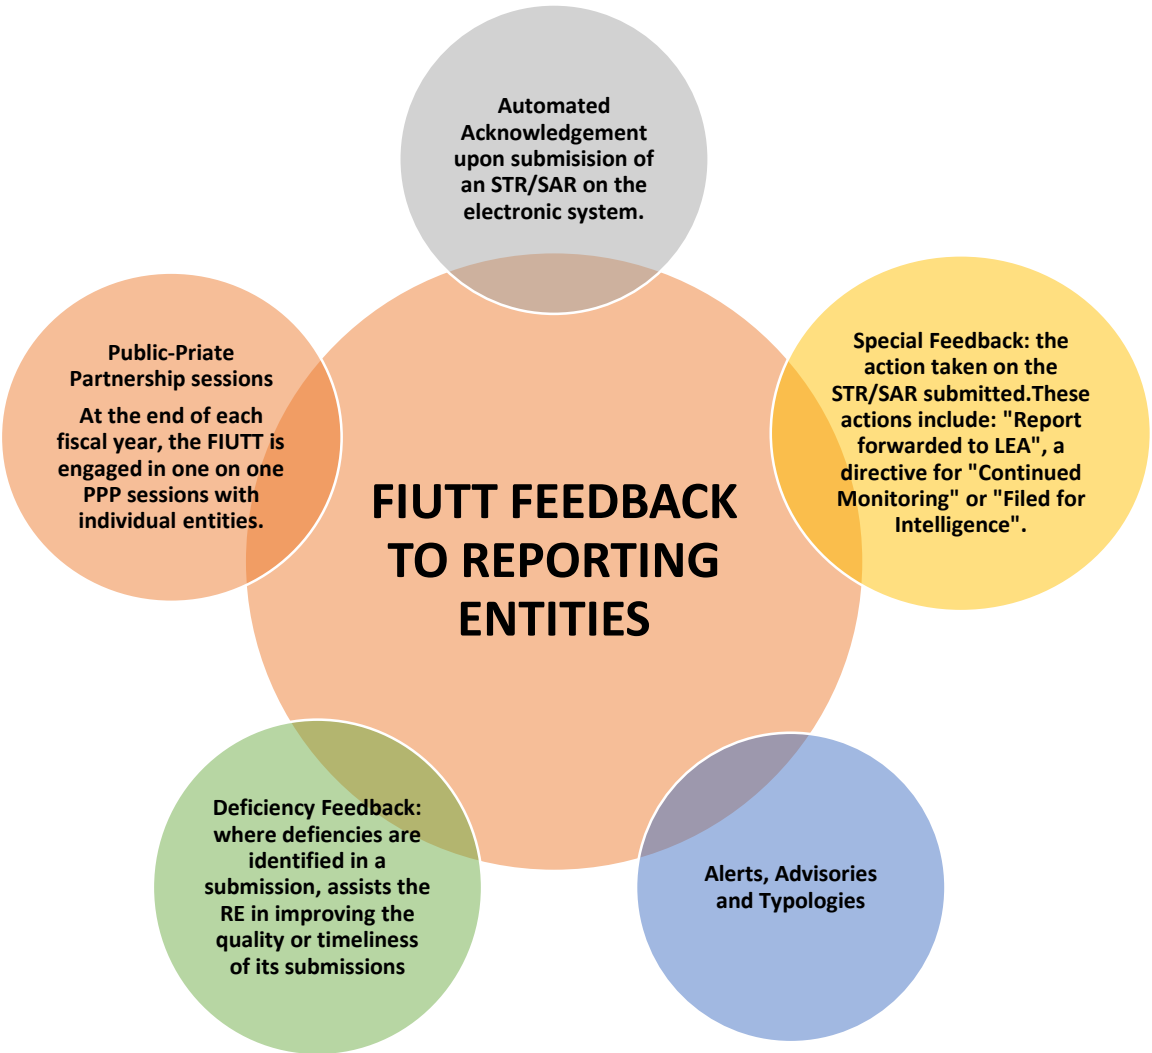 Automated
Acknowledgement
upon submisision of
an STR/SAR on the
electronic system.
Special Feedback: the
action taken on the
STR/SAR submitted.These
actions include: "Report
forwarded to LEA", a
directive for "Continued
Monitoring" or "Filed for
Intelligence".
Public-Priate
Partnership sessions
At the end of each
fiscal year, the FIUTT is
engaged in one on one
PPP sessions with
individual entities.
FIUTT FEEDBACK
TO REPORTING
ENTITIES
Deficiency Feedback:
where defiencies are
identified in a
submission, assists the
RE in improving the
quality or timeliness
of its submissions
Alerts, Advisories
and Typologies